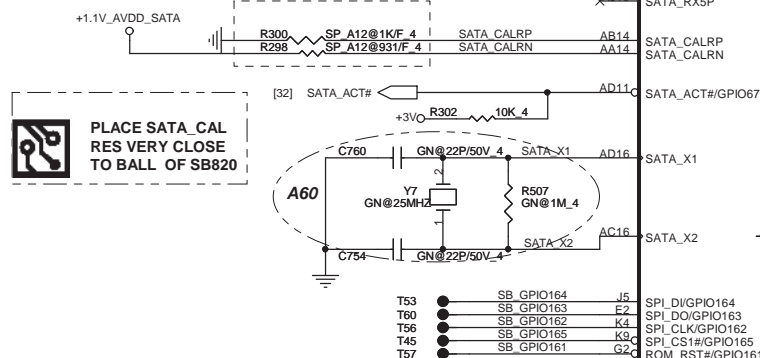 SATA_RX5P
+1.1V_AVDD_SATA
R300 SP_A12@1K/F_4 SATA_CALRP AB14 SATA_CALRP
R298 SP_A12@931/F_4 SATA_CALRN AA14 SATA_CALRN
[32] SATA_ACT# AD11 SATA_ACT#/GPIO67
+3V R302 10K_4
PLACE SATA_CAL
RES VERY CLOSE
TO BALL OF SB820
C760 GN@22P/50V_4 SATA_X1 AD16 SATA_X1
2
A60 Y7 R507
GN@25MHZ GN@1M_4
1
C754 GN@22P/50V_4 SATA_X2 AC16 SATA_X2
T53 SB_GPIO164 J5 SPI_DI/GPIO164
T60 SB_GPIO163 E2 SPI_DO/GPIO163
T56 SB_GPIO162 K4 SPI_CLK/GPIO162
T45 SB_GPIO165 K9 SPI_CS1#/GPIO165
T57 SB_GPIO161 G2 ROM_RST#/GPIO161